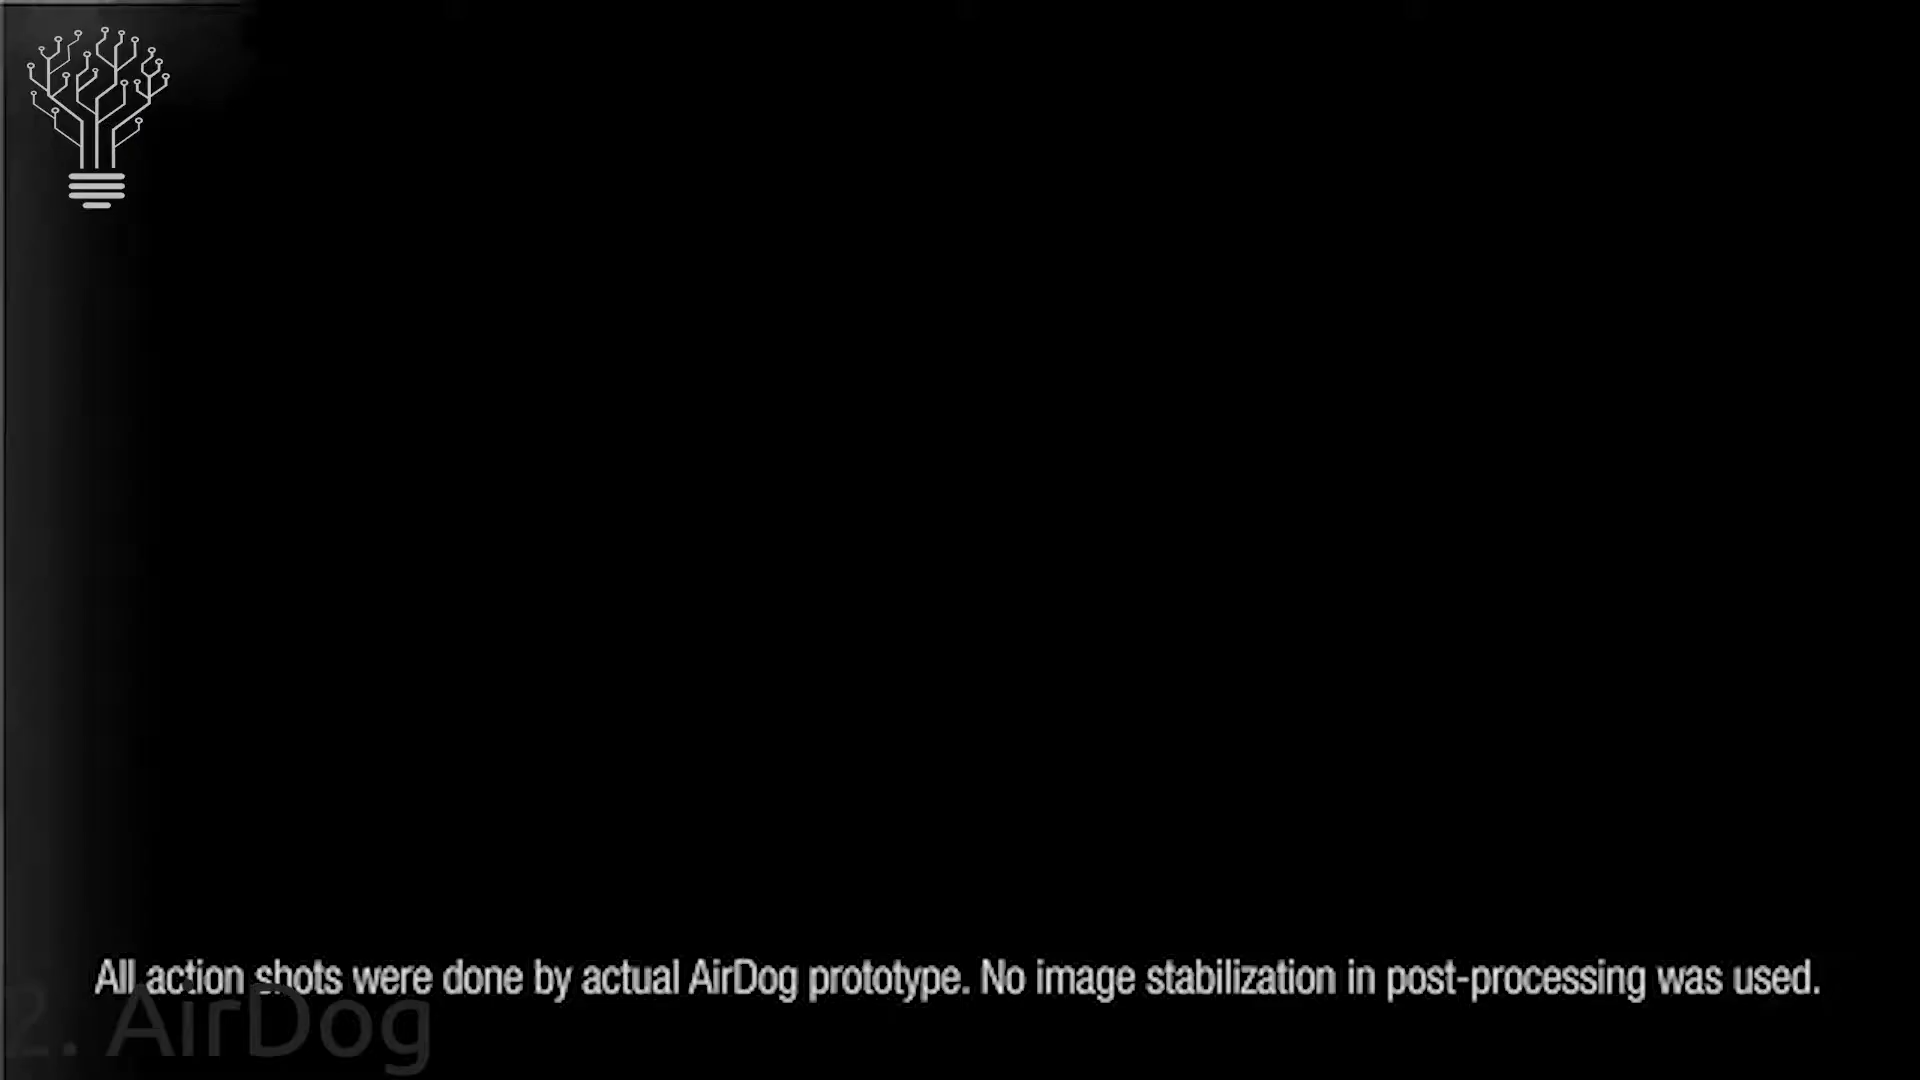 All action shots were done by actual AirDog prototype. No image stabilization in post-processing was used.
2. AirDog